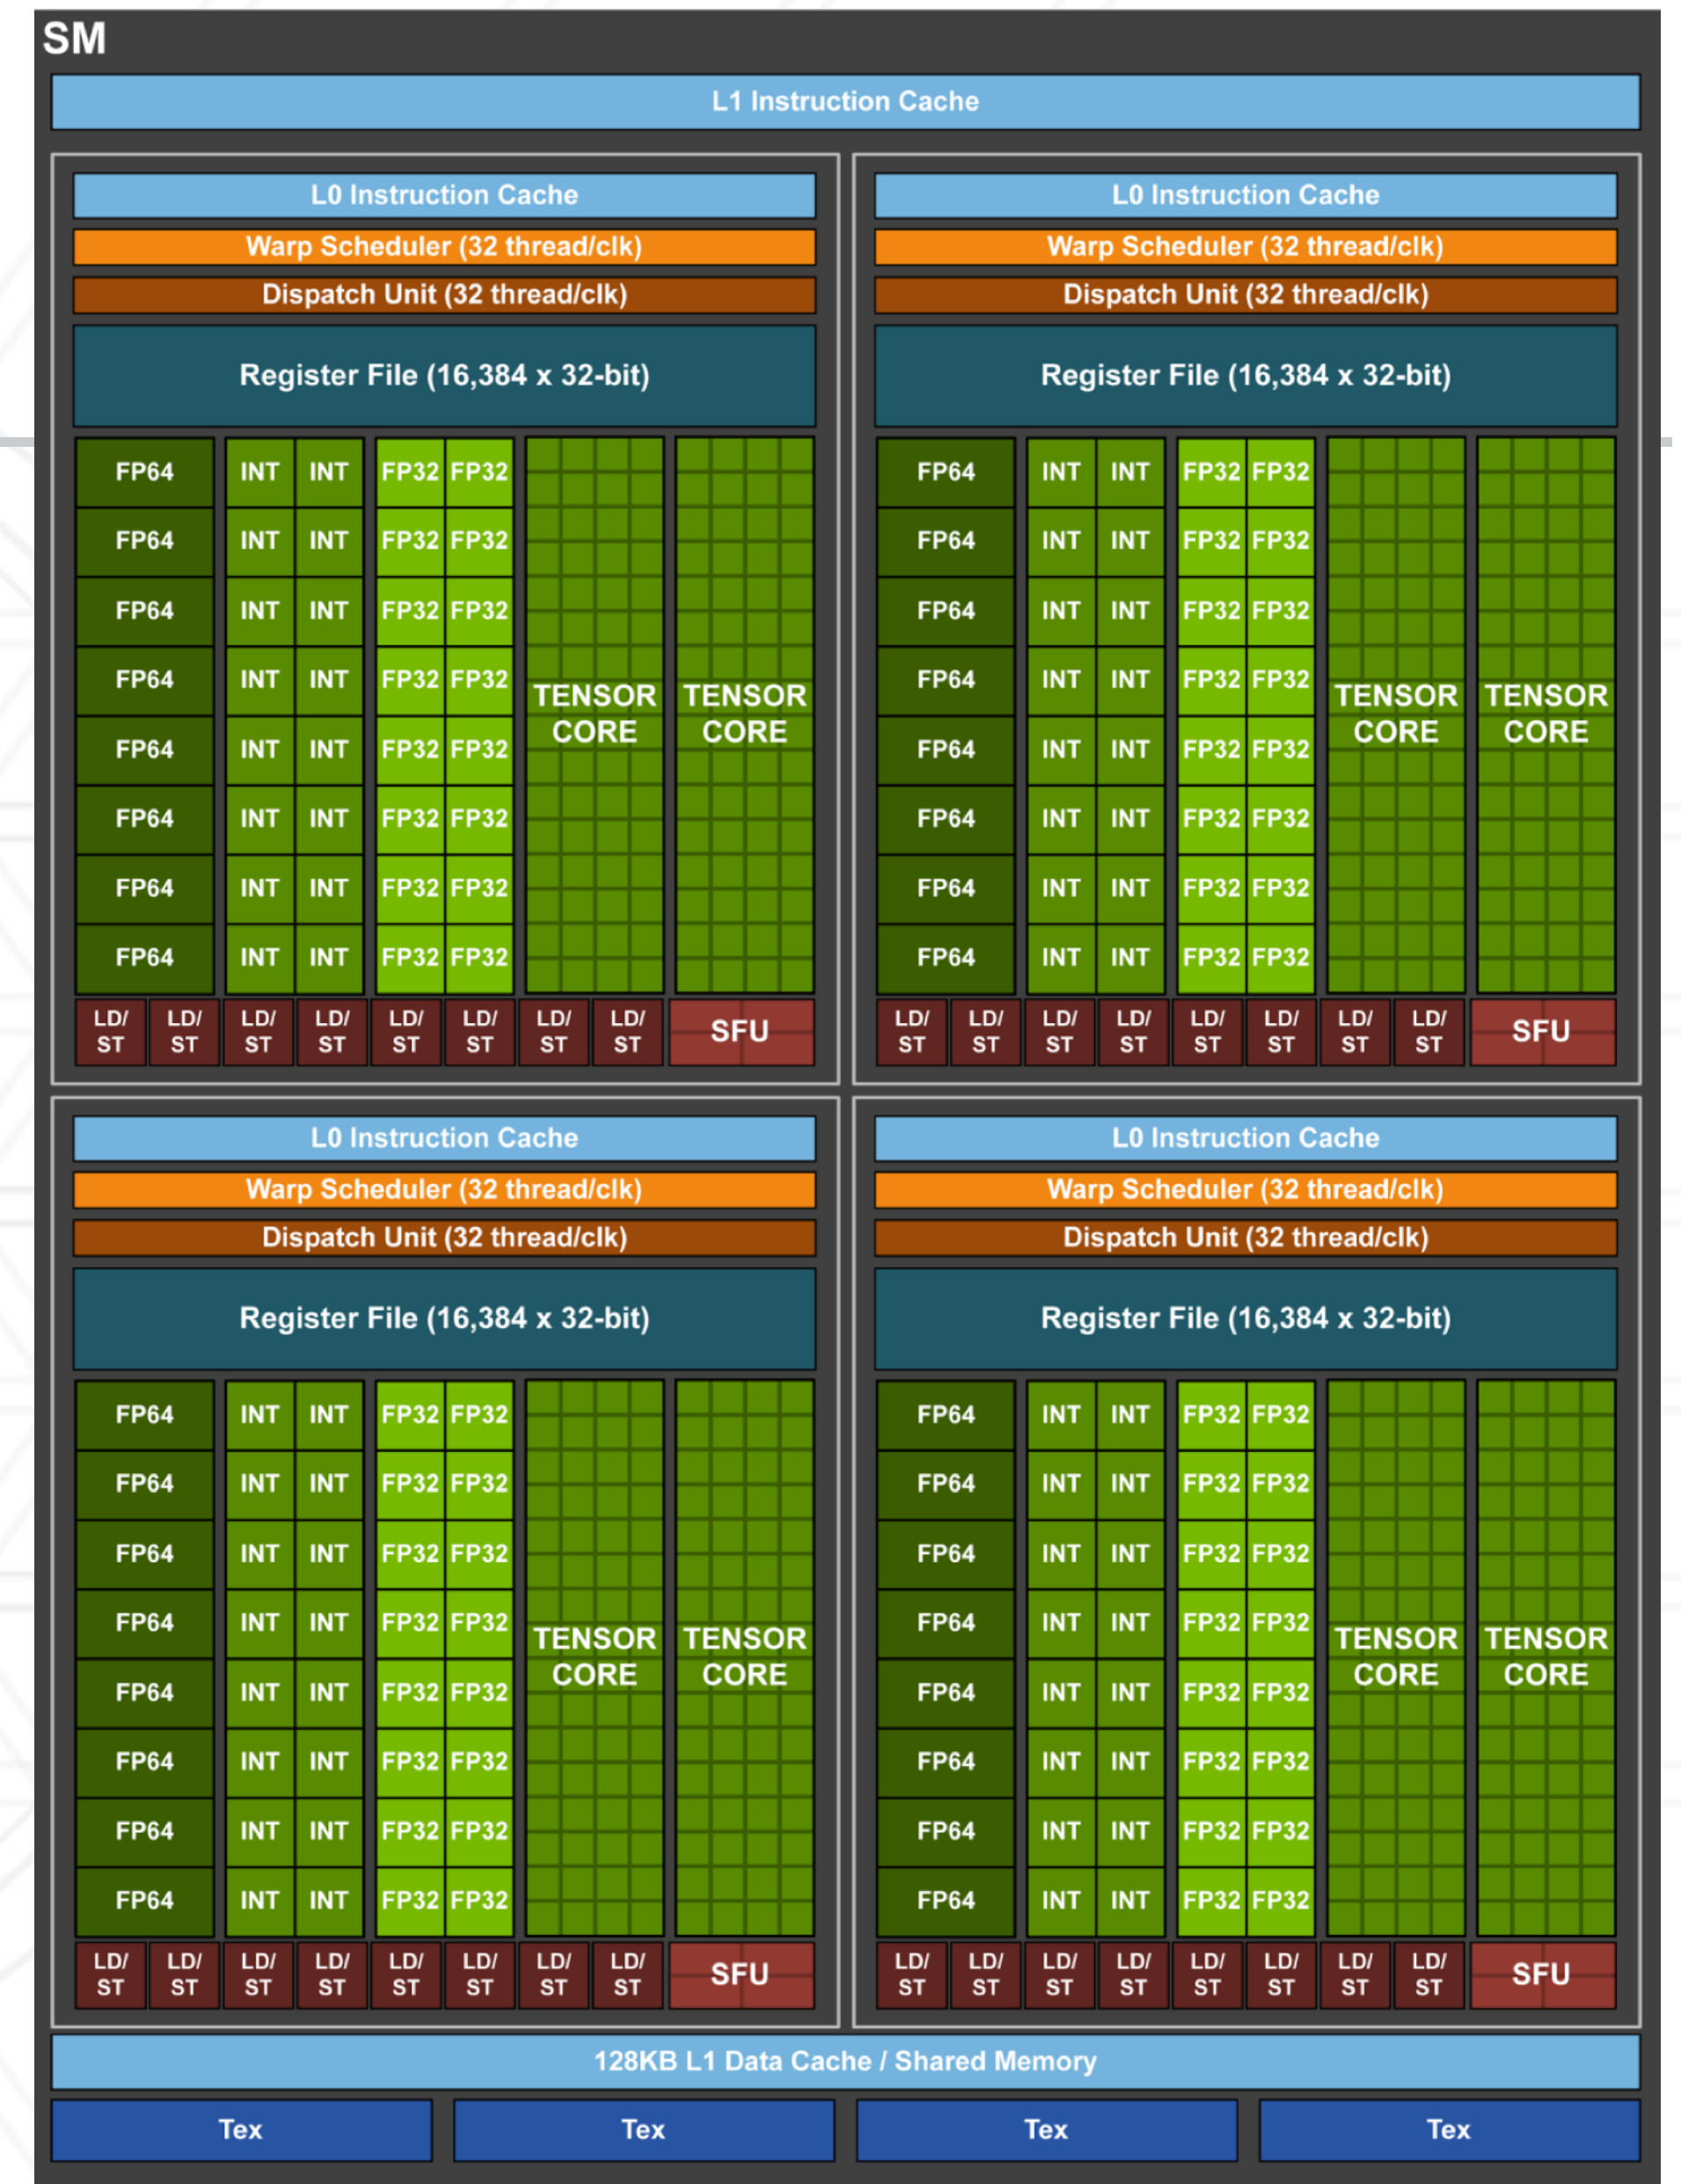 SM
L1 Instruction Cache
L0 Instruction Cache
Warp Scheduler (32 thread/clk)
Dispatch Unit (32 thread/clk)
Register File (16,384 x 32-bit)
FP64 INT INT FP32 FP32
FP64 INT INT FP32 FP32
FP64 INT INT FP32 FP32
FP64 INT INT FP32 FP32
FP64 INT INT FP32 FP32
FP64 INT INT FP32 FP32
FP64 INT INT FP32 FP32
FP64 INT INT FP32 FP32
TENSOR TENSOR
CORE CORE
LD/ LD/ LD/ LD/ LD/ LD/ LD/ LD/
ST ST ST ST ST ST ST ST
SFU
L0 Instruction Cache
Warp Scheduler (32 thread/clk)
Dispatch Unit (32 thread/clk)
Register File (16,384 x 32-bit)
FP64 INT INT FP32 FP32
FP64 INT INT FP32 FP32
FP64 INT INT FP32 FP32
FP64 INT INT FP32 FP32
FP64 INT INT FP32 FP32
FP64 INT INT FP32 FP32
FP64 INT INT FP32 FP32
FP64 INT INT FP32 FP32
TENSOR TENSOR
CORE CORE
LD/ LD/ LD/ LD/ LD/ LD/ LD/ LD/
ST ST ST ST ST ST ST ST
SFU
L0 Instruction Cache
Warp Scheduler (32 thread/clk)
Dispatch Unit (32 thread/clk)
Register File (16,384 x 32-bit)
FP64 INT INT FP32 FP32
FP64 INT INT FP32 FP32
FP64 INT INT FP32 FP32
FP64 INT INT FP32 FP32
FP64 INT INT FP32 FP32
FP64 INT INT FP32 FP32
FP64 INT INT FP32 FP32
FP64 INT INT FP32 FP32
TENSOR TENSOR
CORE CORE
LD/ LD/ LD/ LD/ LD/ LD/ LD/ LD/
ST ST ST ST ST ST ST ST
SFU
L0 Instruction Cache
Warp Scheduler (32 thread/clk)
Dispatch Unit (32 thread/clk)
Register File (16,384 x 32-bit)
FP64 INT INT FP32 FP32
FP64 INT INT FP32 FP32
FP64 INT INT FP32 FP32
FP64 INT INT FP32 FP32
FP64 INT INT FP32 FP32
FP64 INT INT FP32 FP32
FP64 INT INT FP32 FP32
FP64 INT INT FP32 FP32
TENSOR TENSOR
CORE CORE
LD/ LD/ LD/ LD/ LD/ LD/ LD/ LD/
ST ST ST ST ST ST ST ST
SFU
128KB L1 Data Cache / Shared Memory
Tex Tex Tex Tex